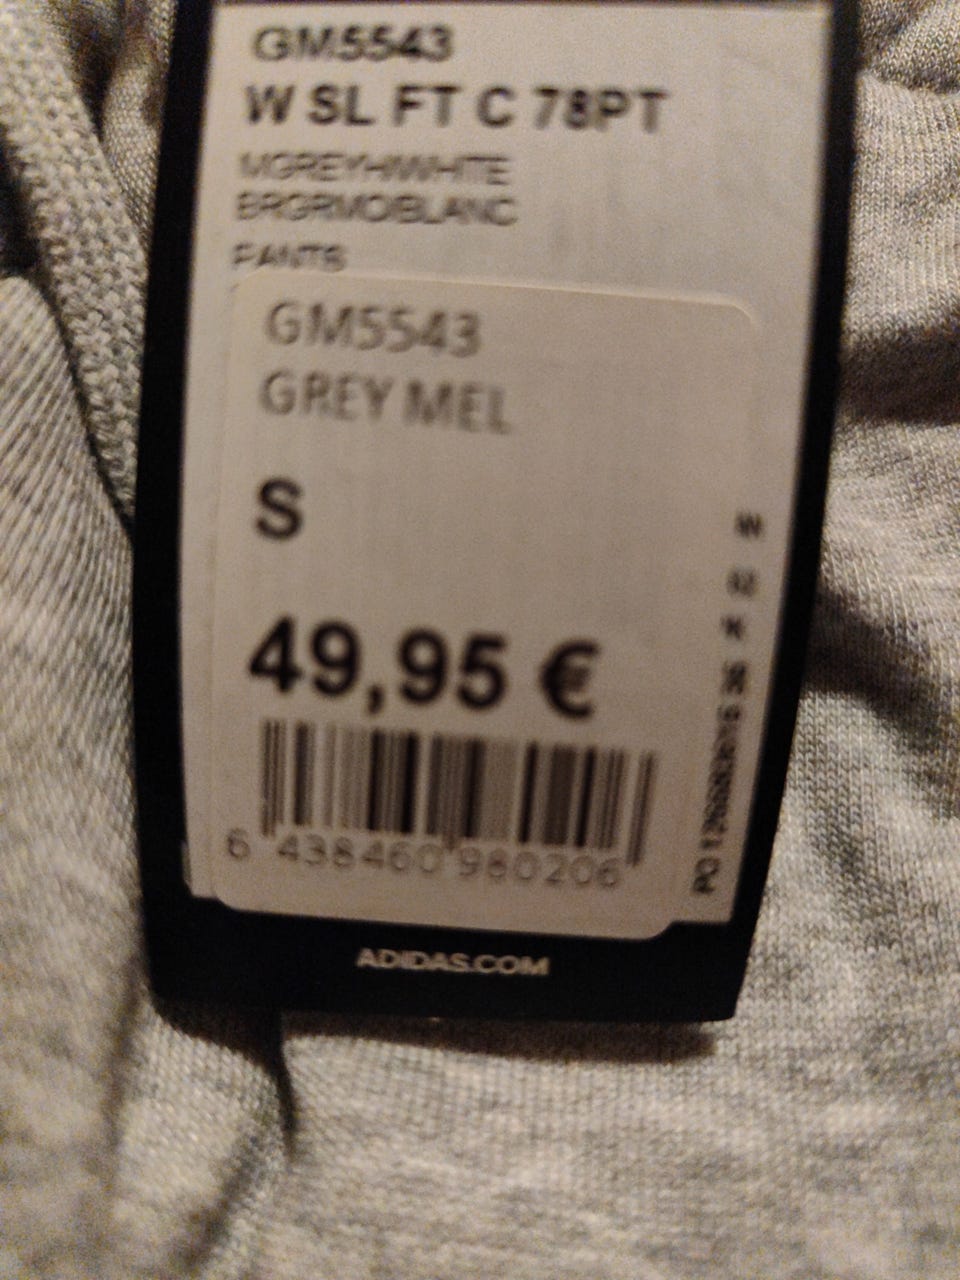 GM5543
W SL FT C 78PT
MGREYH/WHITE
BRGRMO/BLANC
PANTS
GM5543
GREY MEL
S
49,95 €
6 438460 980206
ADIDAS.COM